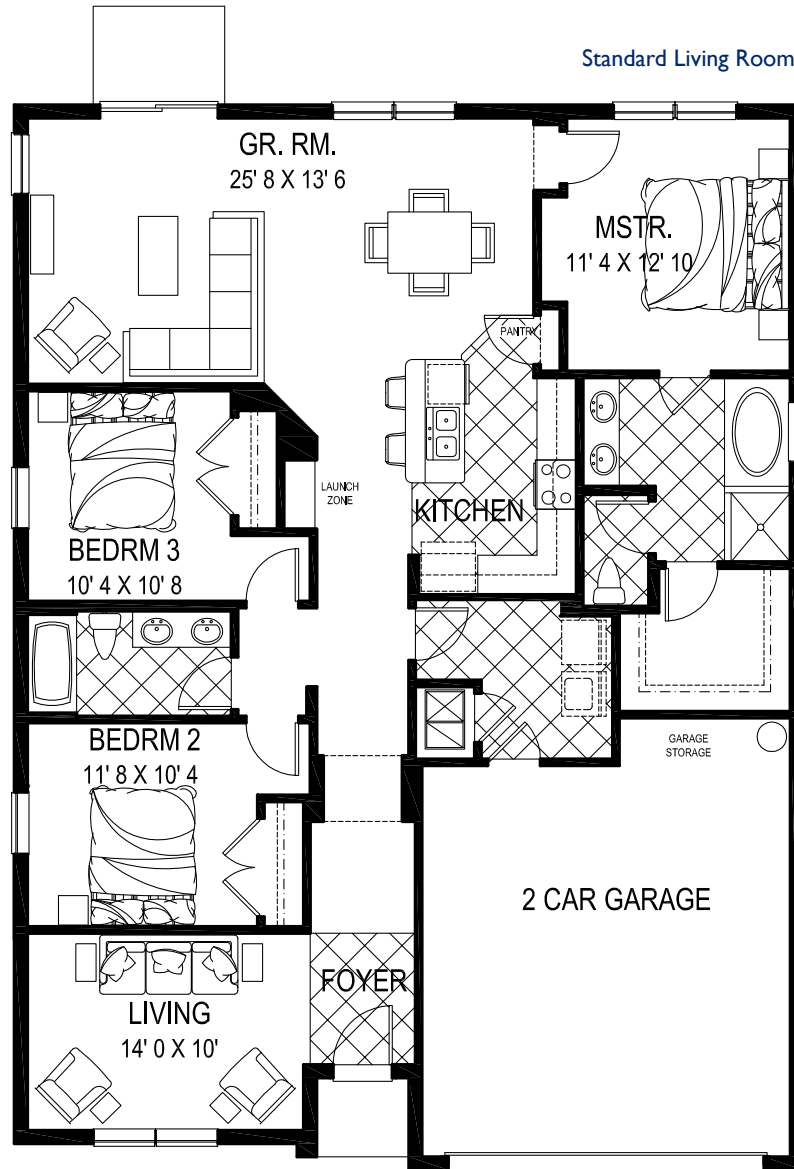 Standard Living Room
GR. RM.
25' 8 X 13' 6
MSTR.
11' 4 X 12' 10
PANTRY
LAUNCH
ZONE
KITCHEN
BEDRM 3
10' 4 X 10' 8
BEDRM 2
11' 8 X 10' 4
GARAGE
STORAGE
2 CAR GARAGE
FOYER
LIVING
14' 0 X 10'